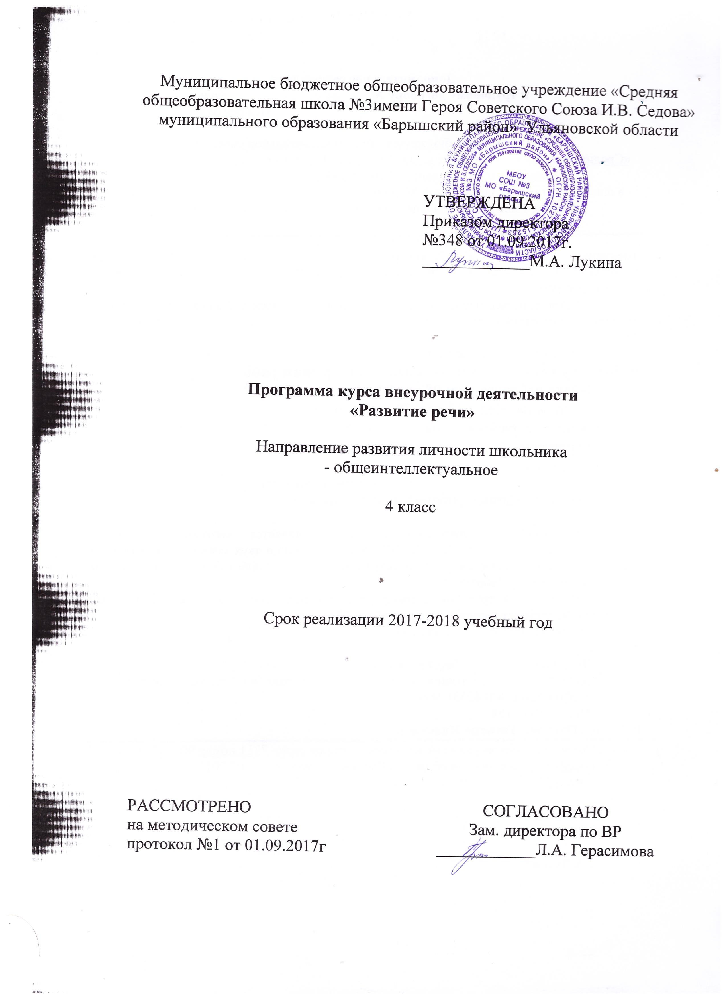 Муниципальное бюджетное общеобразовательное учреждение «Средняя
общеобразовательная школа №3имени Героя Советского Союза И.В. Седова»
муниципального образования «Барышский район» Ульяновской области
МБОУ
СОШ №3
МО «Барышский
район»
УТВЕРЖДЕНА
Приказом директора
№348 от 01.09.2017г.
М.А. Лукина
Программа курса внеурочной деятельности
«Развитие речи»
Направление развития личности школьника
- общеинтеллектуальное
4 класс
Срок реализации 2017-2018 учебный год
РАССМОТРЕНО
на методическом совете
протокол №1 от 01.09.2017г
СОГЛАСОВАНО
Зам. директора по ВР
Л.А. Герасимова